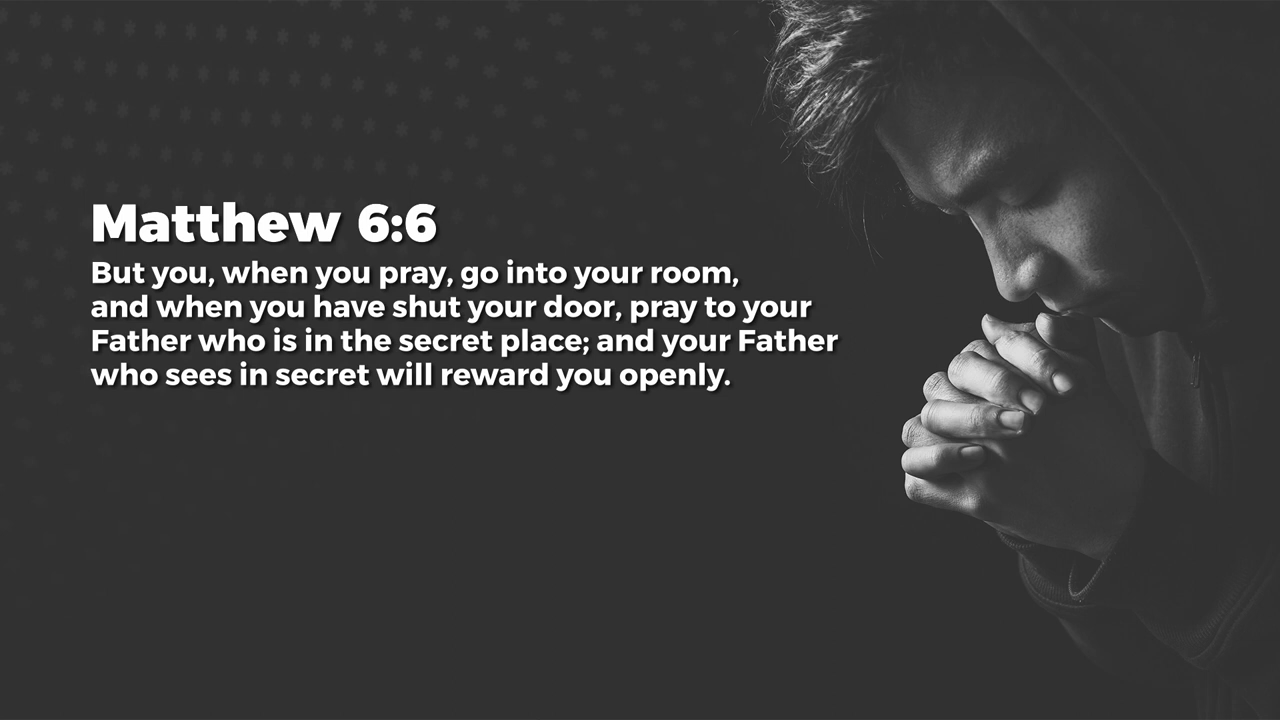 Matthew 6:6
But you, when you pray, go into your room,
and when you have shut your door, pray to your
Father who is in the secret place; and your Father
who sees in secret will reward you openly.